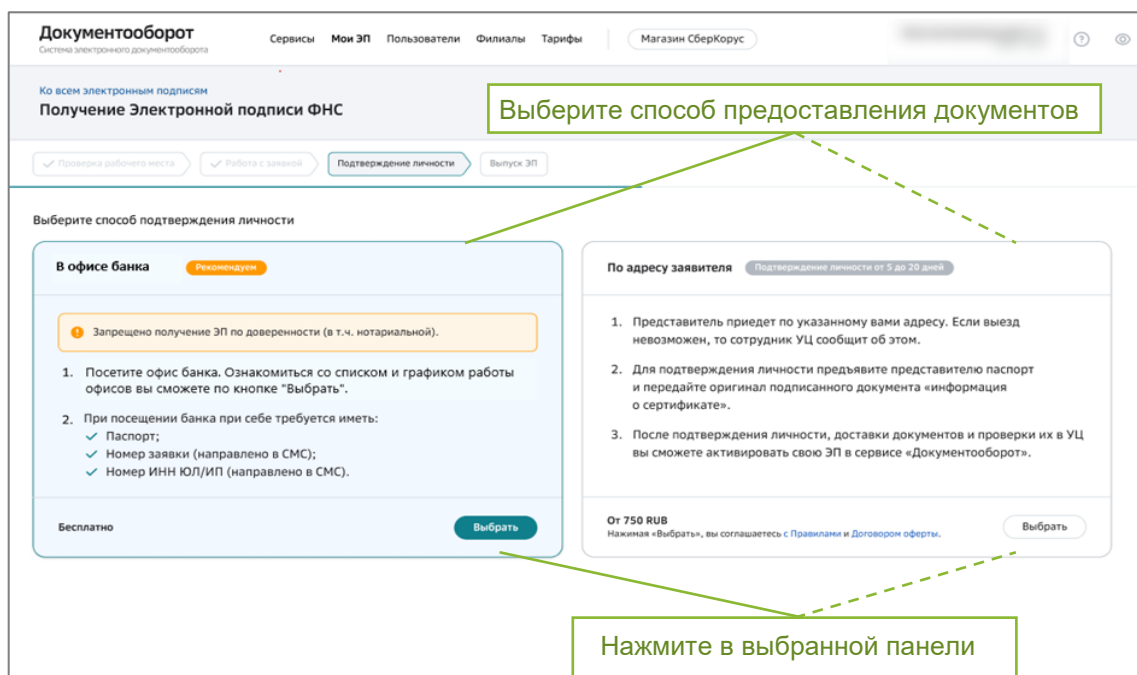 Документооборот
Система электронного документооборота
Сервисы Мои ЭП Пользователи Филиалы Тарифы Магазин СберКорус
Ко всем электронным подписям
Получение Электронной подписи ФНС
Выберите способ предоставления документов
Проверка рабочего места Работа с заявкой Подтверждение личности Выпуск ЭП
Выберите способ подтверждения личности
В офисе банка Рекомендуем
Запрещено получение ЭП по доверенности (в т.ч. нотариальной).
1. Посетите офис банка. Ознакомиться со списком и графиком работы
офисов вы сможете по кнопке "Выбрать".
2. При посещении банка при себе требуется иметь:
Паспорт;
Номер заявки (направлено в СМС);
Номер ИНН ЮЛ/ИП (направлено в СМС).
Бесплатно Выбрать
По адресу заявителя Подтверждение личности от 5 до 20 дней
1. Представитель приедет по указанному вами адресу. Если выезд
невозможен, то сотрудник УЦ сообщит об этом.
2. Для подтверждения личности предъявите представителю паспорт
и передайте оригинал подписанного документа «информация
о сертификате».
3. После подтверждения личности, доставки документов и проверки их в УЦ
вы сможете активировать свою ЭП в сервисе «Документооборот».
От 750 RUB
Нажимая «Выбрать», вы соглашаетесь с Правилами и Договором оферты.
Выбрать
Нажмите в выбранной панели